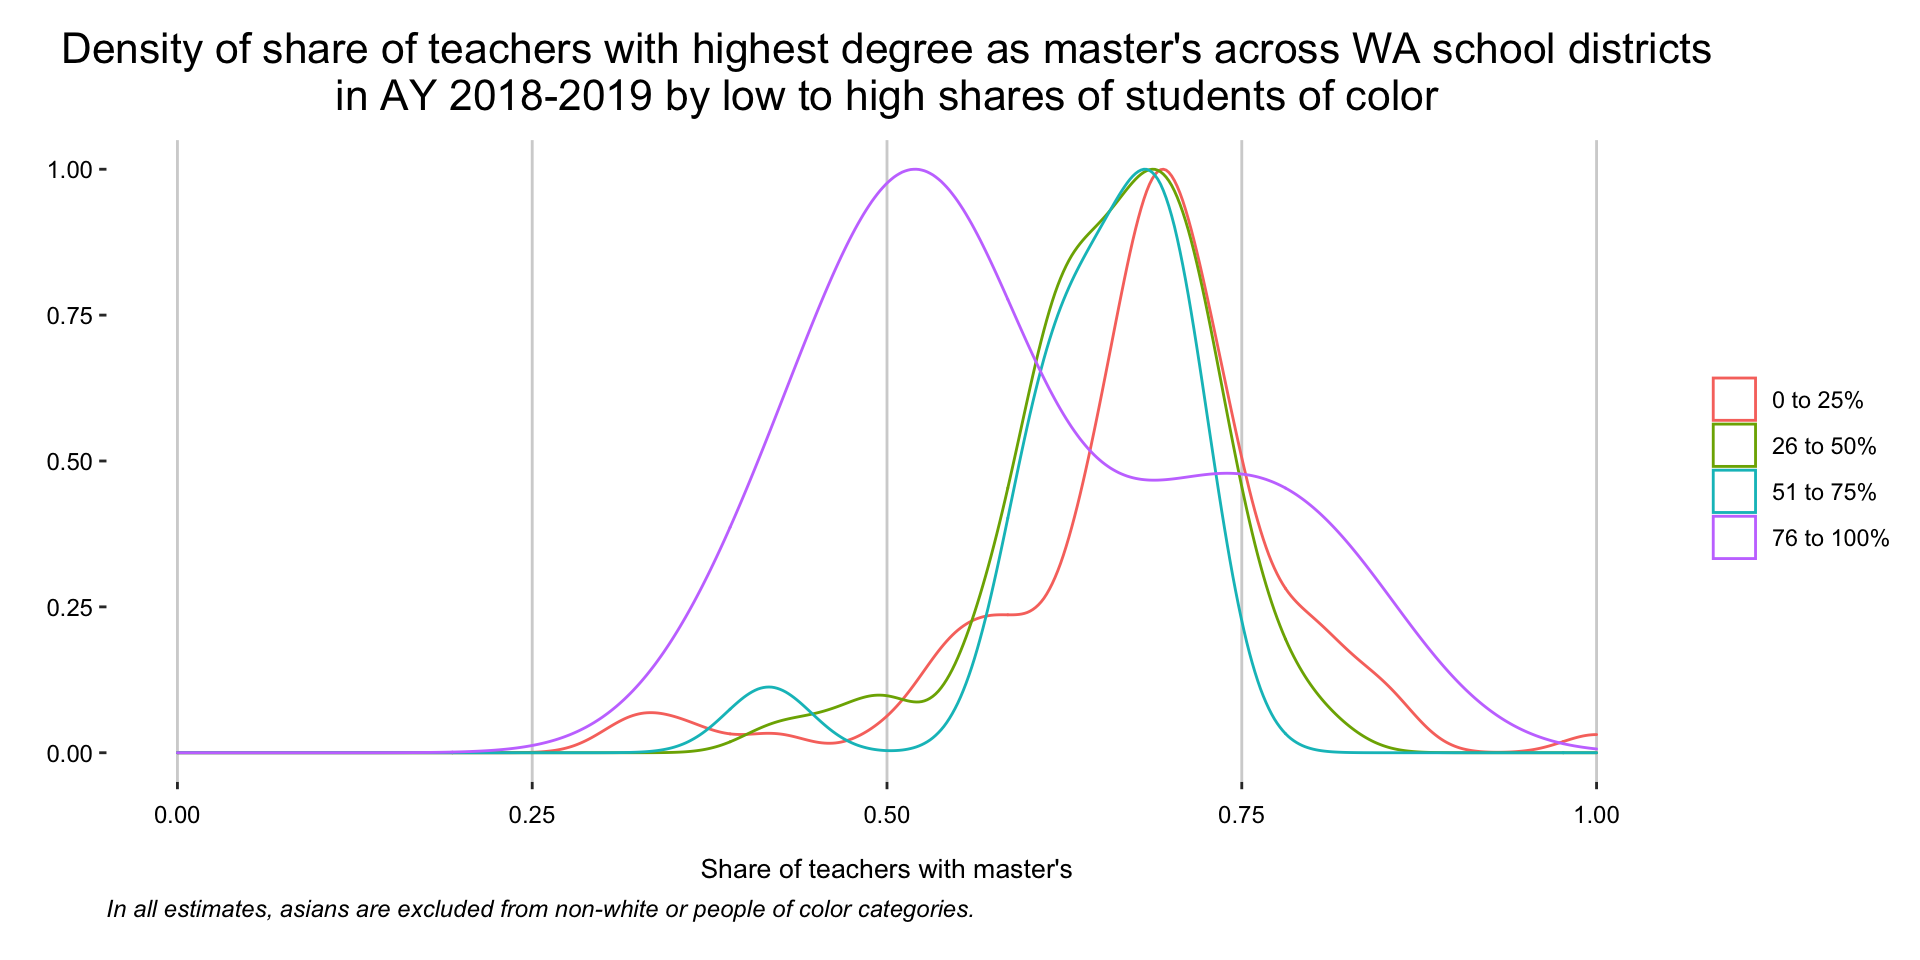 Density of share of teachers with highest degree as master's across WA school districts
in AY 2018-2019 by low to high shares of students of color
1.00
0.75
0.50
0.25
0.00
0.00
0.25
0.50
0.75
1.00
Share of teachers with master's
In all estimates, asians are excluded from non-white or people of color categories.
0 to 25%
26 to 50%
51 to 75%
76 to 100%